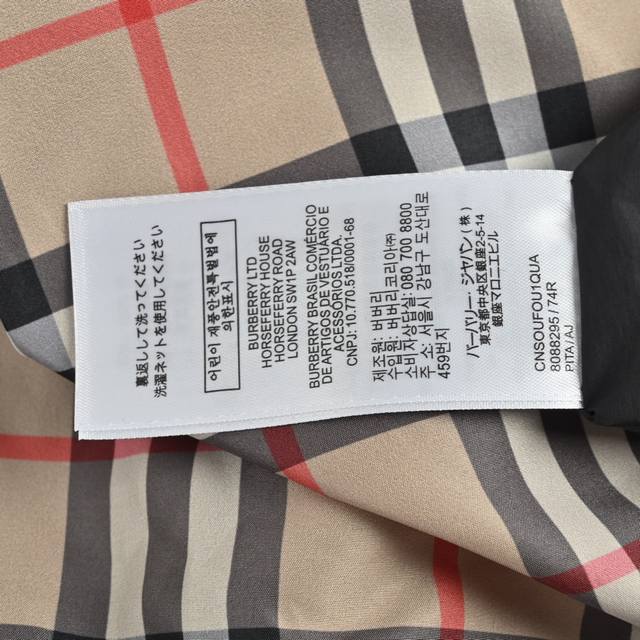 裏返しして洗ってください
洗濯ネットを使用してください
어린이 제품안전특별법에
의한표시
BURBERRY LTD
HORSEFERRY HOUSE
HORSEFERRY ROAD
LONDON SW1P 2AW
BURBERRY BRASIL COMÉRCIO
DE ARTIGOS DE VESTUÁRIO E
ACESSORIOS LTDA.
CNPJ: 10.770.518/0001-68
제조원: 버버리
수입원: 버버리코리아(주)
소비자상담실: 080 700 8800
주 소: 서울시 강남구 도산대로
459번지
バーバリー・ジャパン(株)
東京都中央区銀座2-5-14
銀座マロニエビル
CNSOUFOU11QUA
8088295 / 74R
PITA / AJ